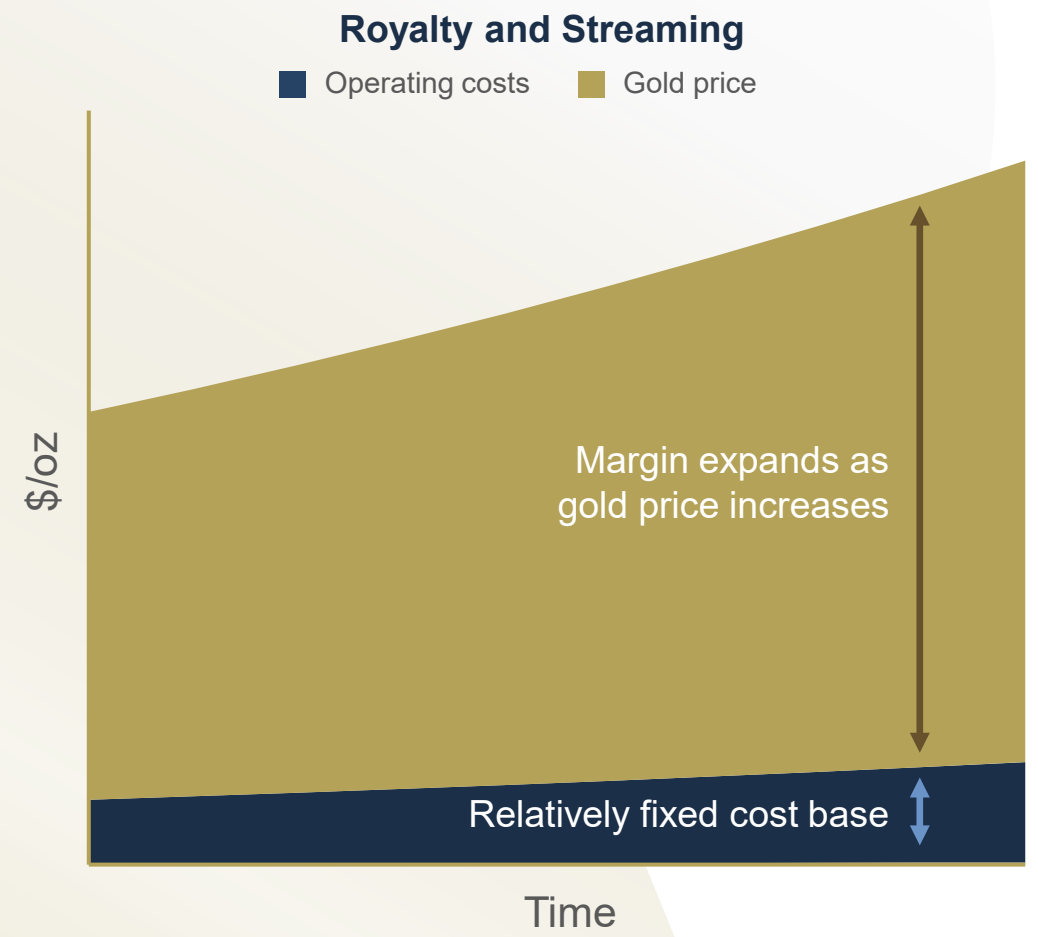 Royalty and Streaming
Operating costs
Gold price
$/oz
Margin expands as
gold price increases
Relatively fixed cost base
Time